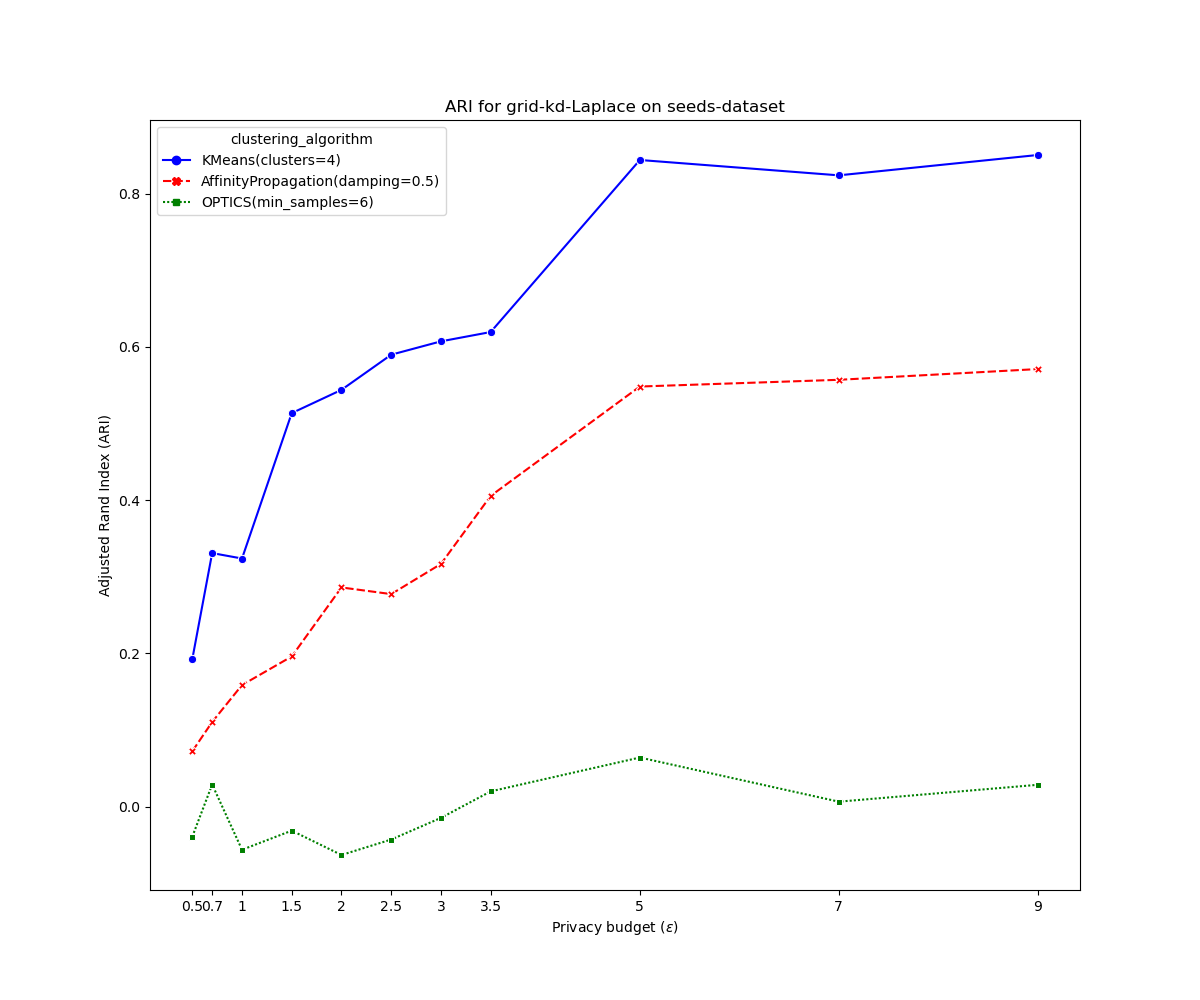 ARI for grid-kd-Laplace on seeds-dataset
clustering_algorithm
KMeans(clusters=4)
AffinityPropagation(damping=0.5)
OPTICS(min_samples=6)
Adjusted Rand Index (ARI)
0.8
0.6
0.4
0.2
0.0
0.5 0.7 1 1.5 2 2.5 3 3.5 5 7 9
Privacy budget (ε)